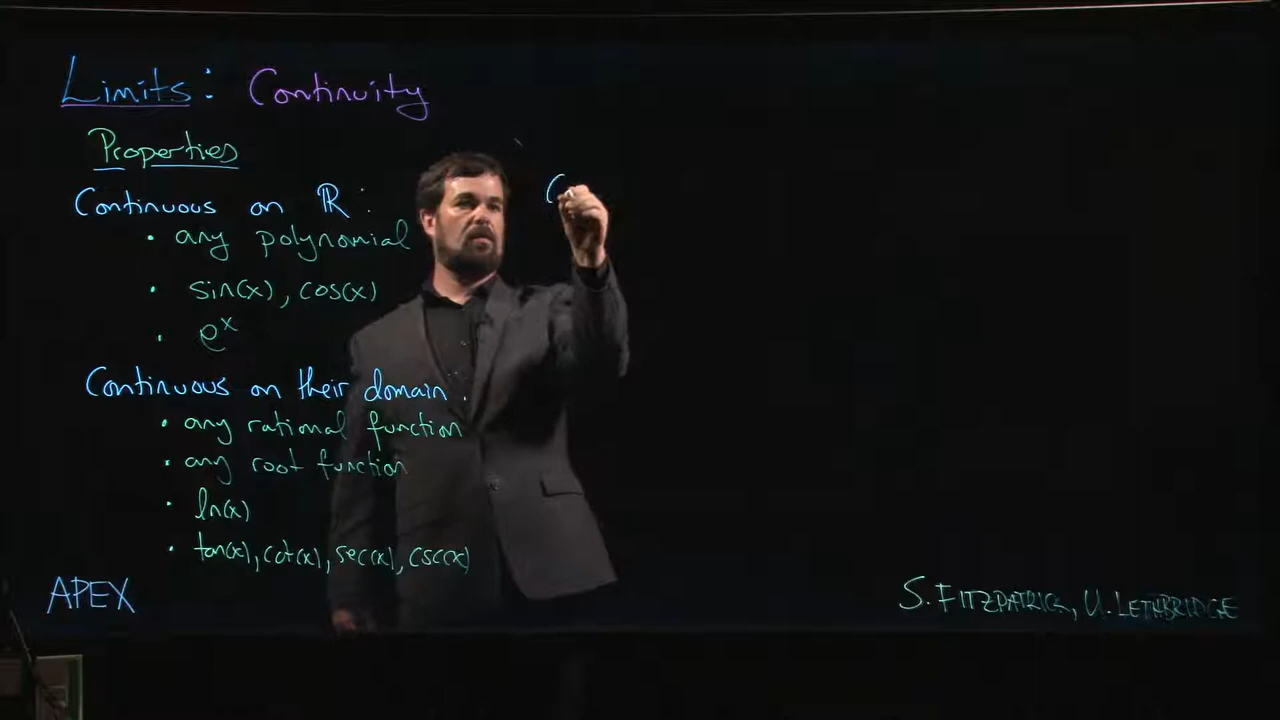 Limits: Continuity
Properties
Continuous on ℝ:
• any polynomial
• sin(x), cos(x)
• eˣ
Continuous on their domain:
• any rational function
• any root function
• ln(x)
• tan(x), cot(x), sec(x), csc(x)
C
APEX
S. FITZPATRICK, U. LETHBRIDGE